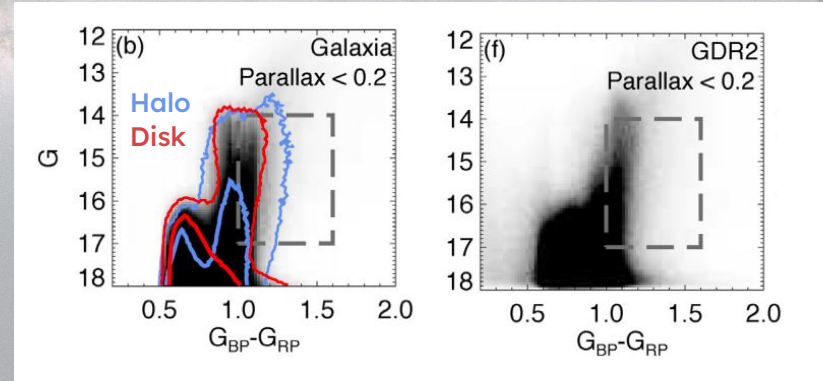 (b) Galaxia
Parallax < 0.2
Halo
Disk
G
12
13
14
15
16
17
18
0.5 1.0 1.5 2.0
G_BP-G_RP
(f) GDR2
Parallax < 0.2
12
13
14
15
16
17
18
0.5 1.0 1.5 2.0
G_BP-G_RP